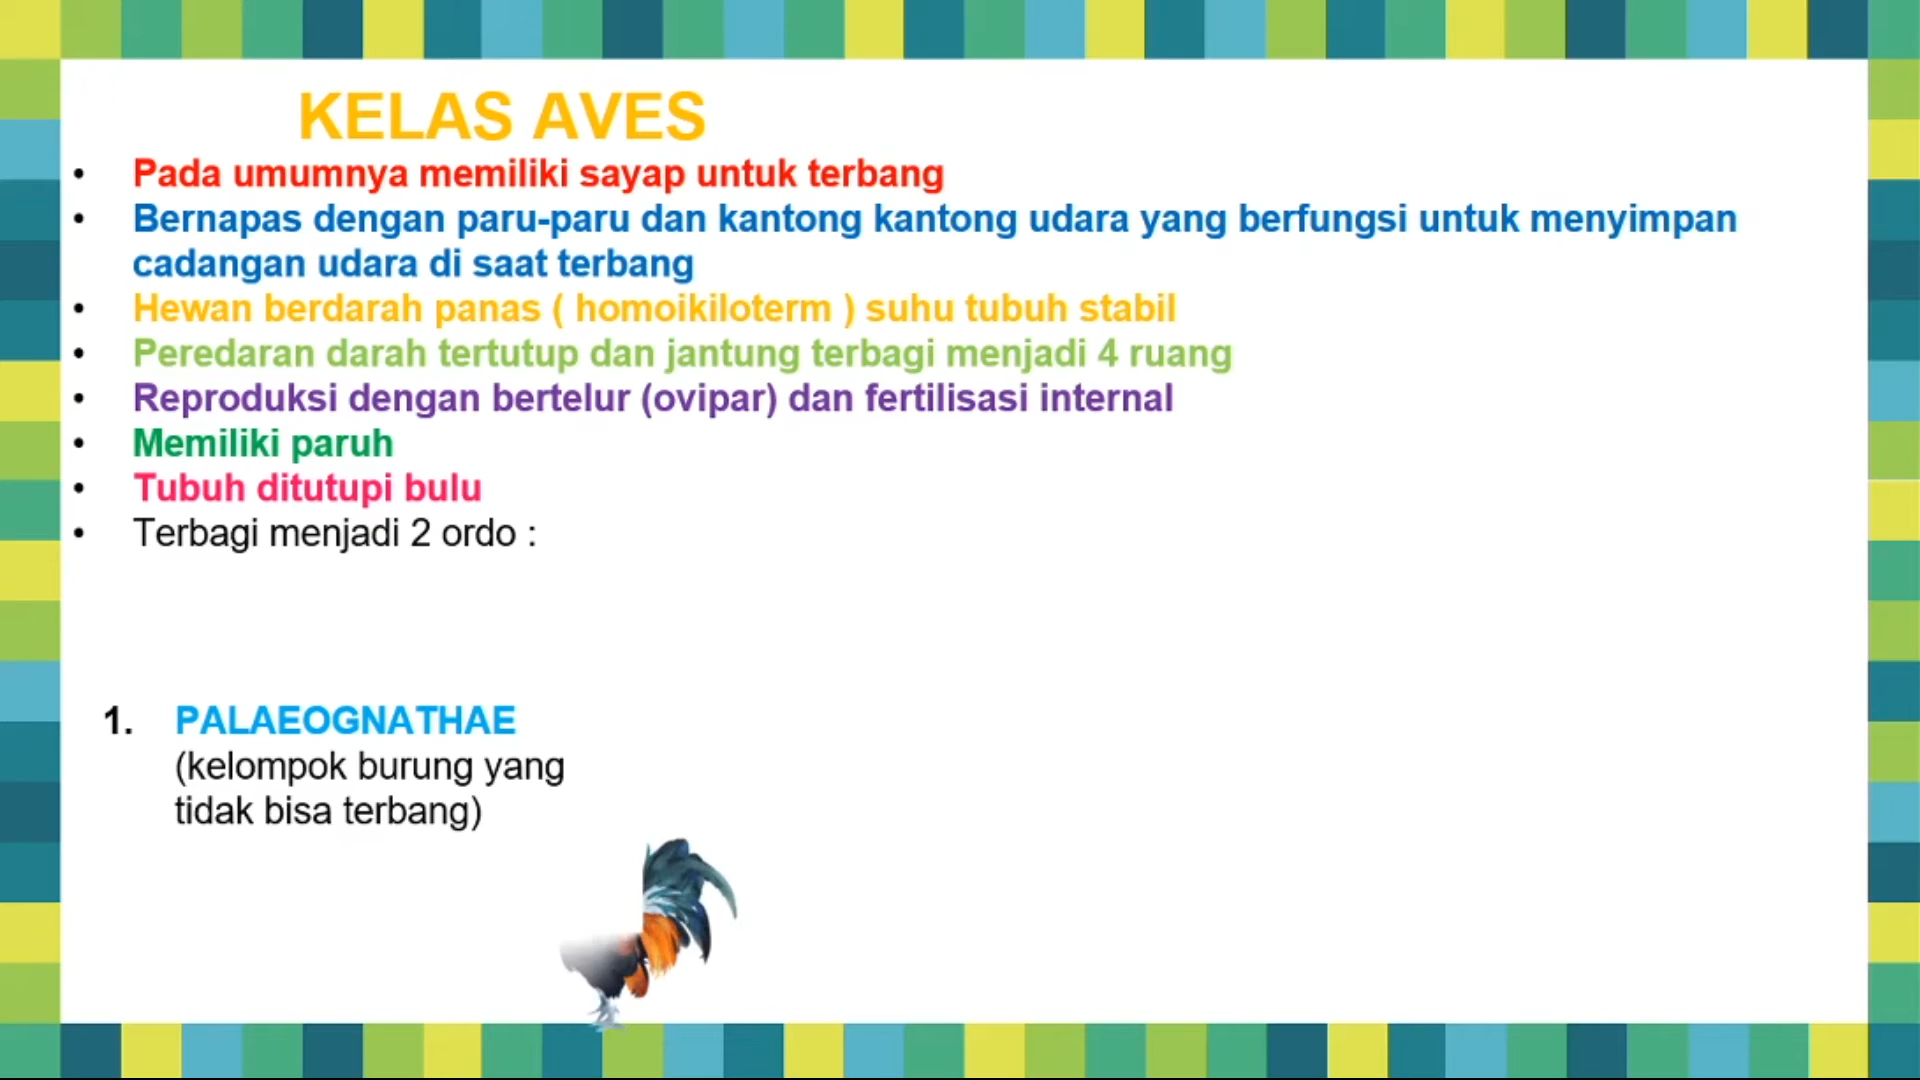 KELAS AVES
• Pada umumnya memiliki sayap untuk terbang
• Bernapas dengan paru-paru dan kantong kantong udara yang berfungsi untuk menyimpan
cadangan udara di saat terbang
• Hewan berdarah panas ( homoikiloterm ) suhu tubuh stabil
• Peredaran darah tertutup dan jantung terbagi menjadi 4 ruang
• Reproduksi dengan bertelur (ovipar) dan fertilisasi internal
• Memiliki paruh
• Tubuh ditutupi bulu
• Terbagi menjadi 2 ordo :
1. PALAEOGNATHAE
(kelompok burung yang
tidak bisa terbang)